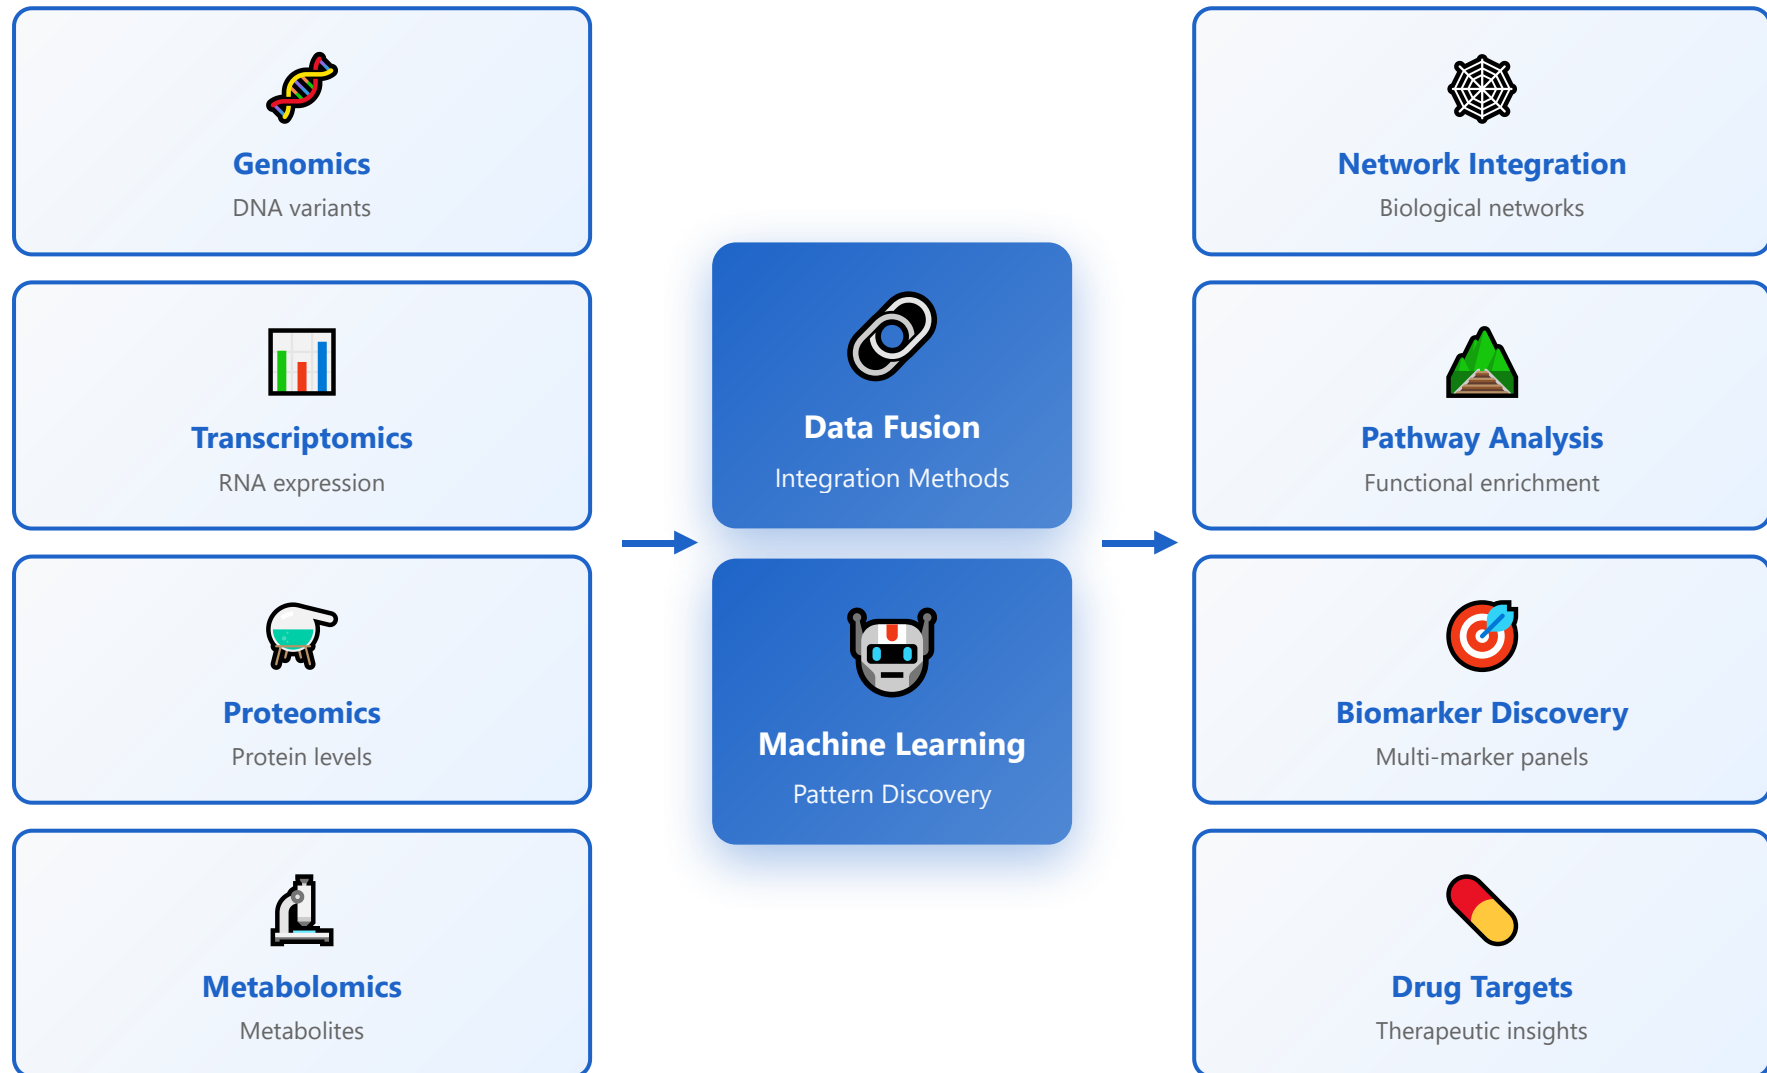 Genomics
DNA variants
Transcriptomics
RNA expression
Proteomics
Protein levels
Metabolomics
Metabolites
Data Fusion
Integration Methods
Machine Learning
Pattern Discovery
Network Integration
Biological networks
Pathway Analysis
Functional enrichment
Biomarker Discovery
Multi-marker panels
Drug Targets
Therapeutic insights